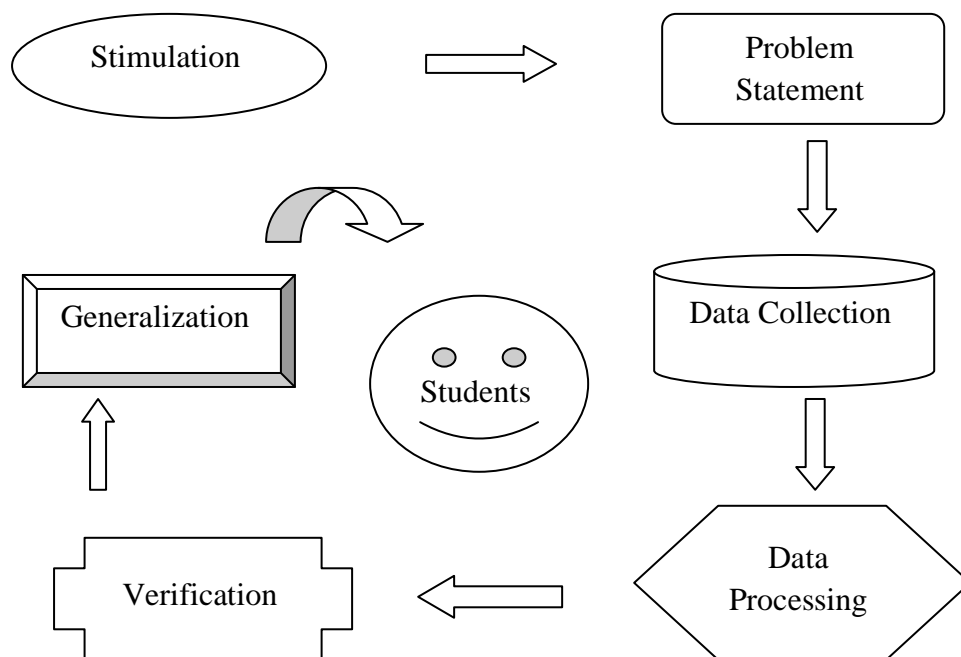 Stimulation
Problem
Statement
Generalization
Data Collection
Students
Verification
Data
Processing